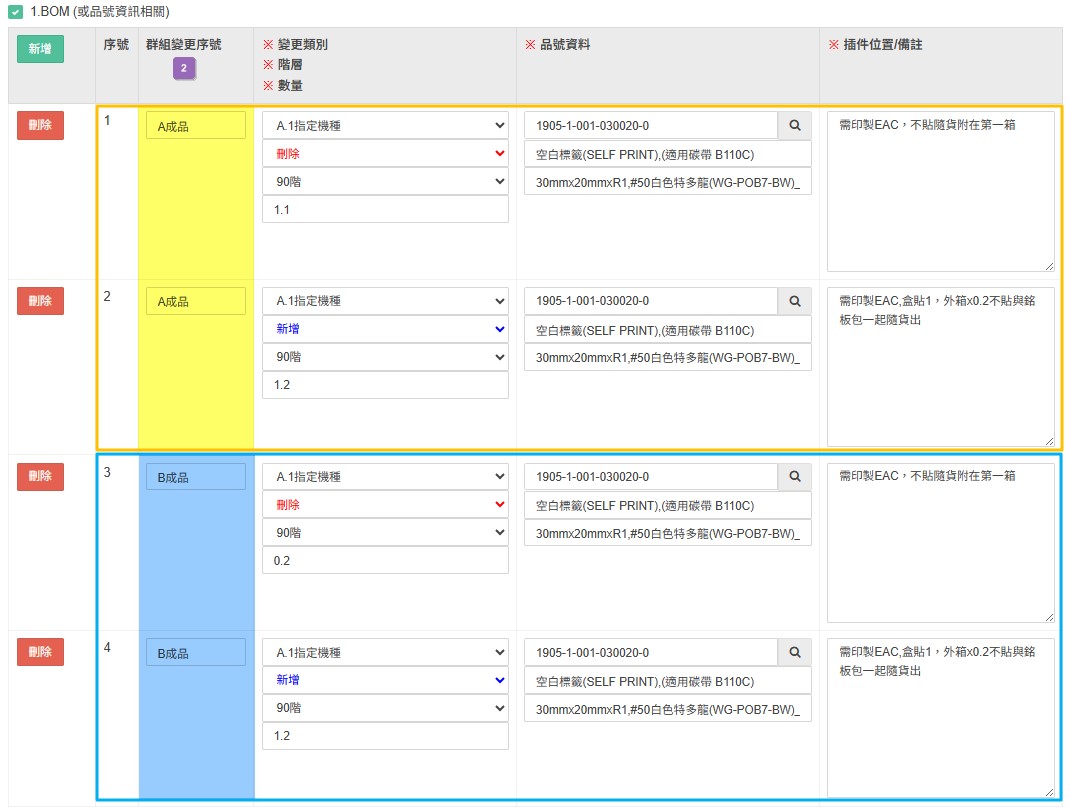 1.BOM (或品號資訊相關)
新增
序號
群組變更序號
2
※ 變更類別
※ 階層
※ 數量
※ 品號資料
※ 插件位置/備註
刪除
1
A成品
A.1指定機種
刪除
90階
1.1
1905-1-001-030020-0
空白標籤(SELF PRINT),(適用碳帶 B110C)
30mmx20mmxR1,#50白色特多龍(WG-POB7-BW)_
需印製EAC，不貼隨貨附在第一箱
刪除
2
A成品
A.1指定機種
新增
90階
1.2
1905-1-001-030020-0
空白標籤(SELF PRINT),(適用碳帶 B110C)
30mmx20mmxR1,#50白色特多龍(WG-POB7-BW)_
需印製EAC,盒貼1，外箱x0.2不貼與銘
板包一起隨貨出
刪除
3
B成品
A.1指定機種
刪除
90階
0.2
1905-1-001-030020-0
空白標籤(SELF PRINT),(適用碳帶 B110C)
30mmx20mmxR1,#50白色特多龍(WG-POB7-BW)_
需印製EAC，不貼隨貨附在第一箱
刪除
4
B成品
A.1指定機種
新增
90階
1.2
1905-1-001-030020-0
空白標籤(SELF PRINT),(適用碳帶 B110C)
30mmx20mmxR1,#50白色特多龍(WG-POB7-BW)_
需印製EAC,盒貼1，外箱x0.2不貼與銘
板包一起隨貨出